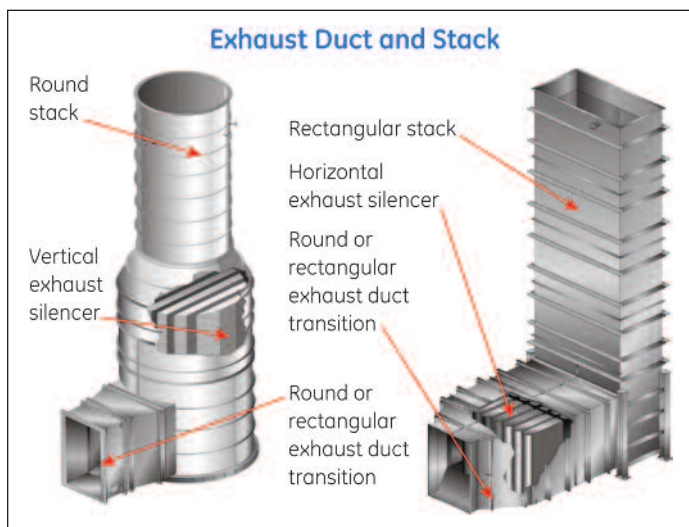 Exhaust Duct and Stack
Round
stack
Vertical
exhaust
silencer
Round or
rectangular
exhaust duct
transition
Rectangular stack
Horizontal
exhaust silencer
Round or
rectangular
exhaust duct
transition